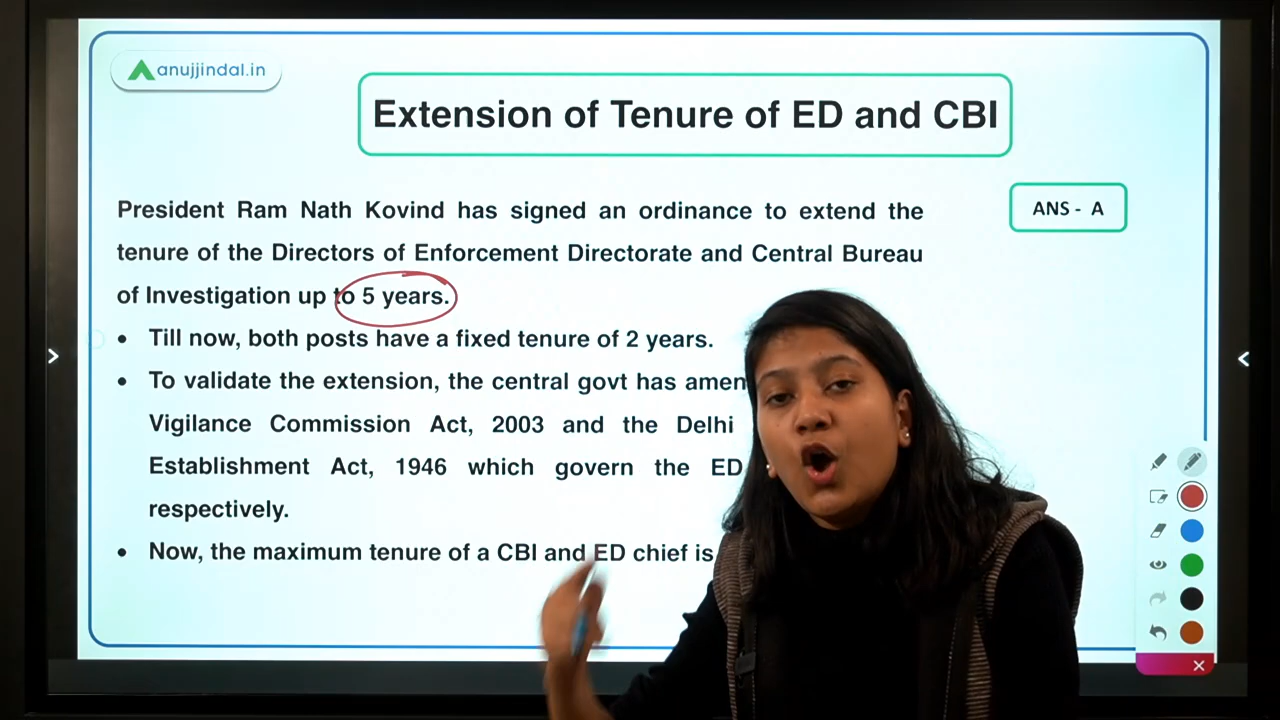 anujjindal.in
Extension of Tenure of ED and CBI
President Ram Nath Kovind has signed an ordinance to extend the
ANS - A
tenure of the Directors of Enforcement Directorate and Central Bureau
of Investigation up to 5 years.
• Till now, both posts have a fixed tenure of 2 years.
• To validate the extension, the central govt has
Vigilance Commission Act, 2003 and the Delhi
Establishment Act, 1946 which govern the ED
respectively.
• Now, the maximum tenure of a CBI and ED chief is